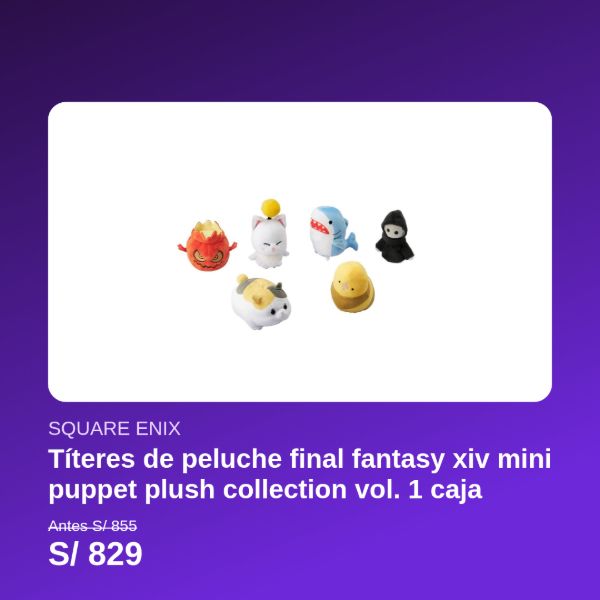 SQUARE ENIX
Títeres de peluche final fantasy xiv mini
puppet plush collection vol. 1 caja
Antes S/ 855
S/ 829